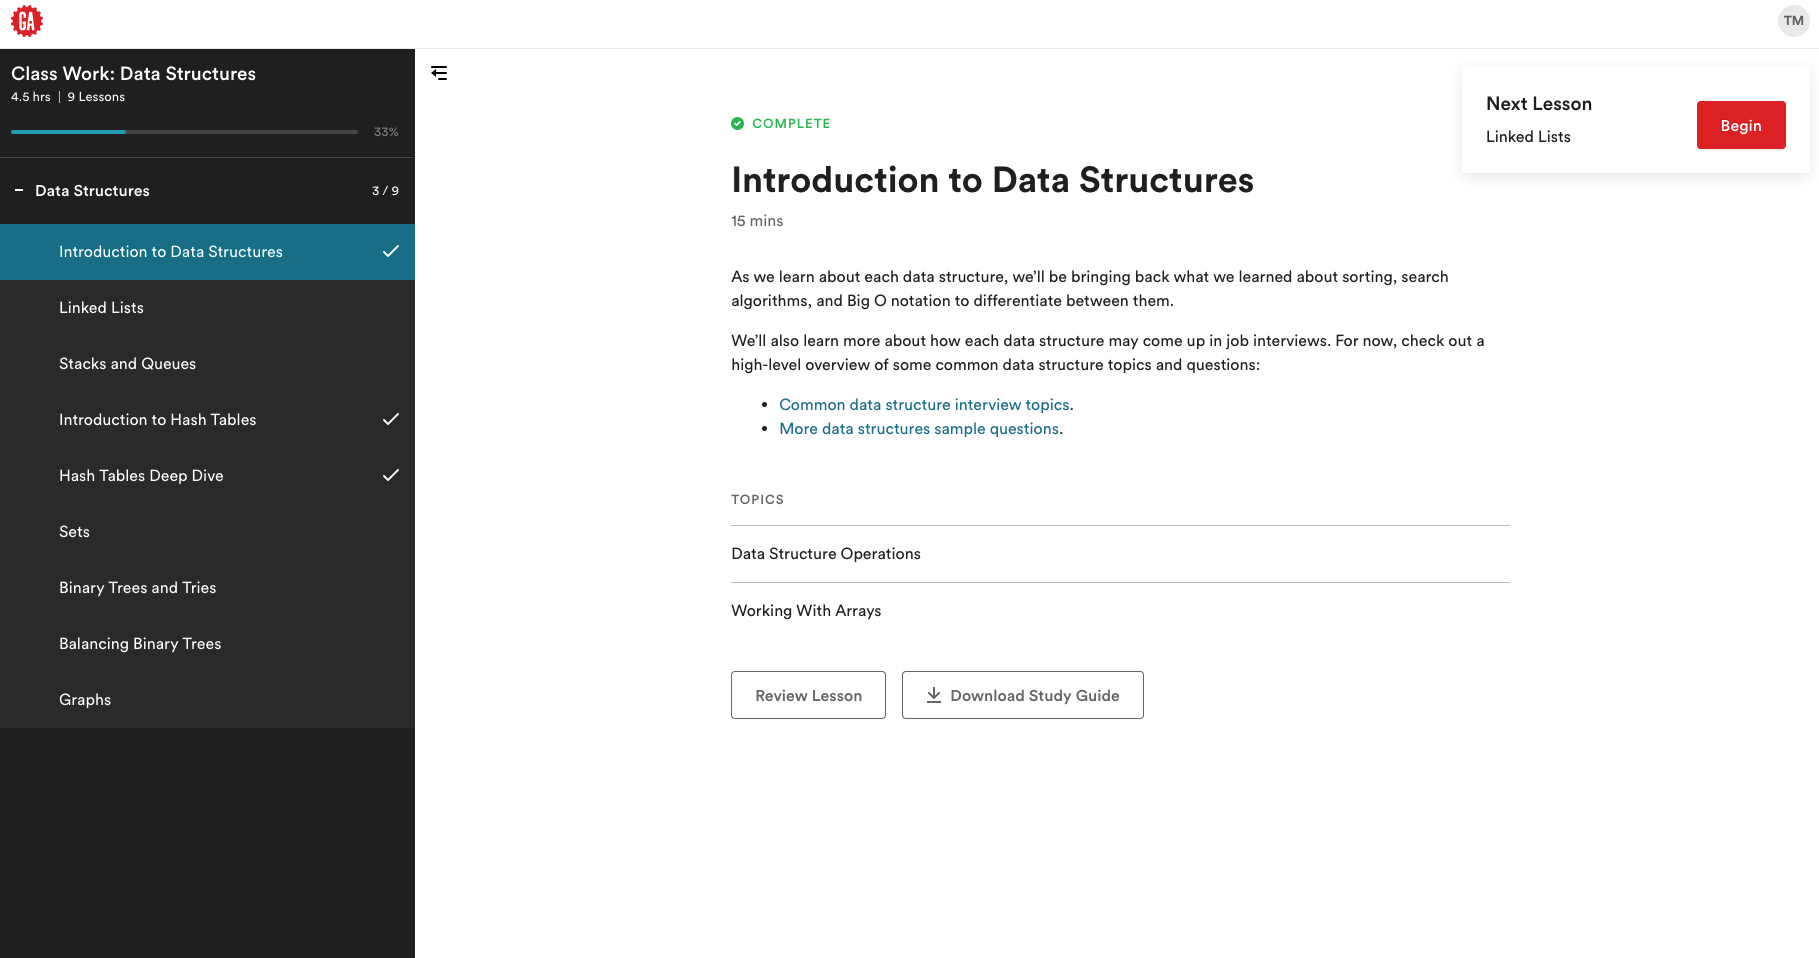 GA
TM
Class Work: Data Structures
4.5 hrs | 9 Lessons
33%
Data Structures
3 / 9
Introduction to Data Structures
Linked Lists
Stacks and Queues
Introduction to Hash Tables
Hash Tables Deep Dive
Sets
Binary Trees and Tries
Balancing Binary Trees
Graphs
COMPLETE
Introduction to Data Structures
15 mins
As we learn about each data structure, we’ll be bringing back what we learned about sorting, search
algorithms, and Big O notation to differentiate between them.
We’ll also learn more about how each data structure may come up in job interviews. For now, check out a
high-level overview of some common data structure topics and questions:
• Common data structure interview topics.
• More data structures sample questions.
TOPICS
Data Structure Operations
Working With Arrays
Review Lesson
Download Study Guide
Next Lesson
Linked Lists
Begin